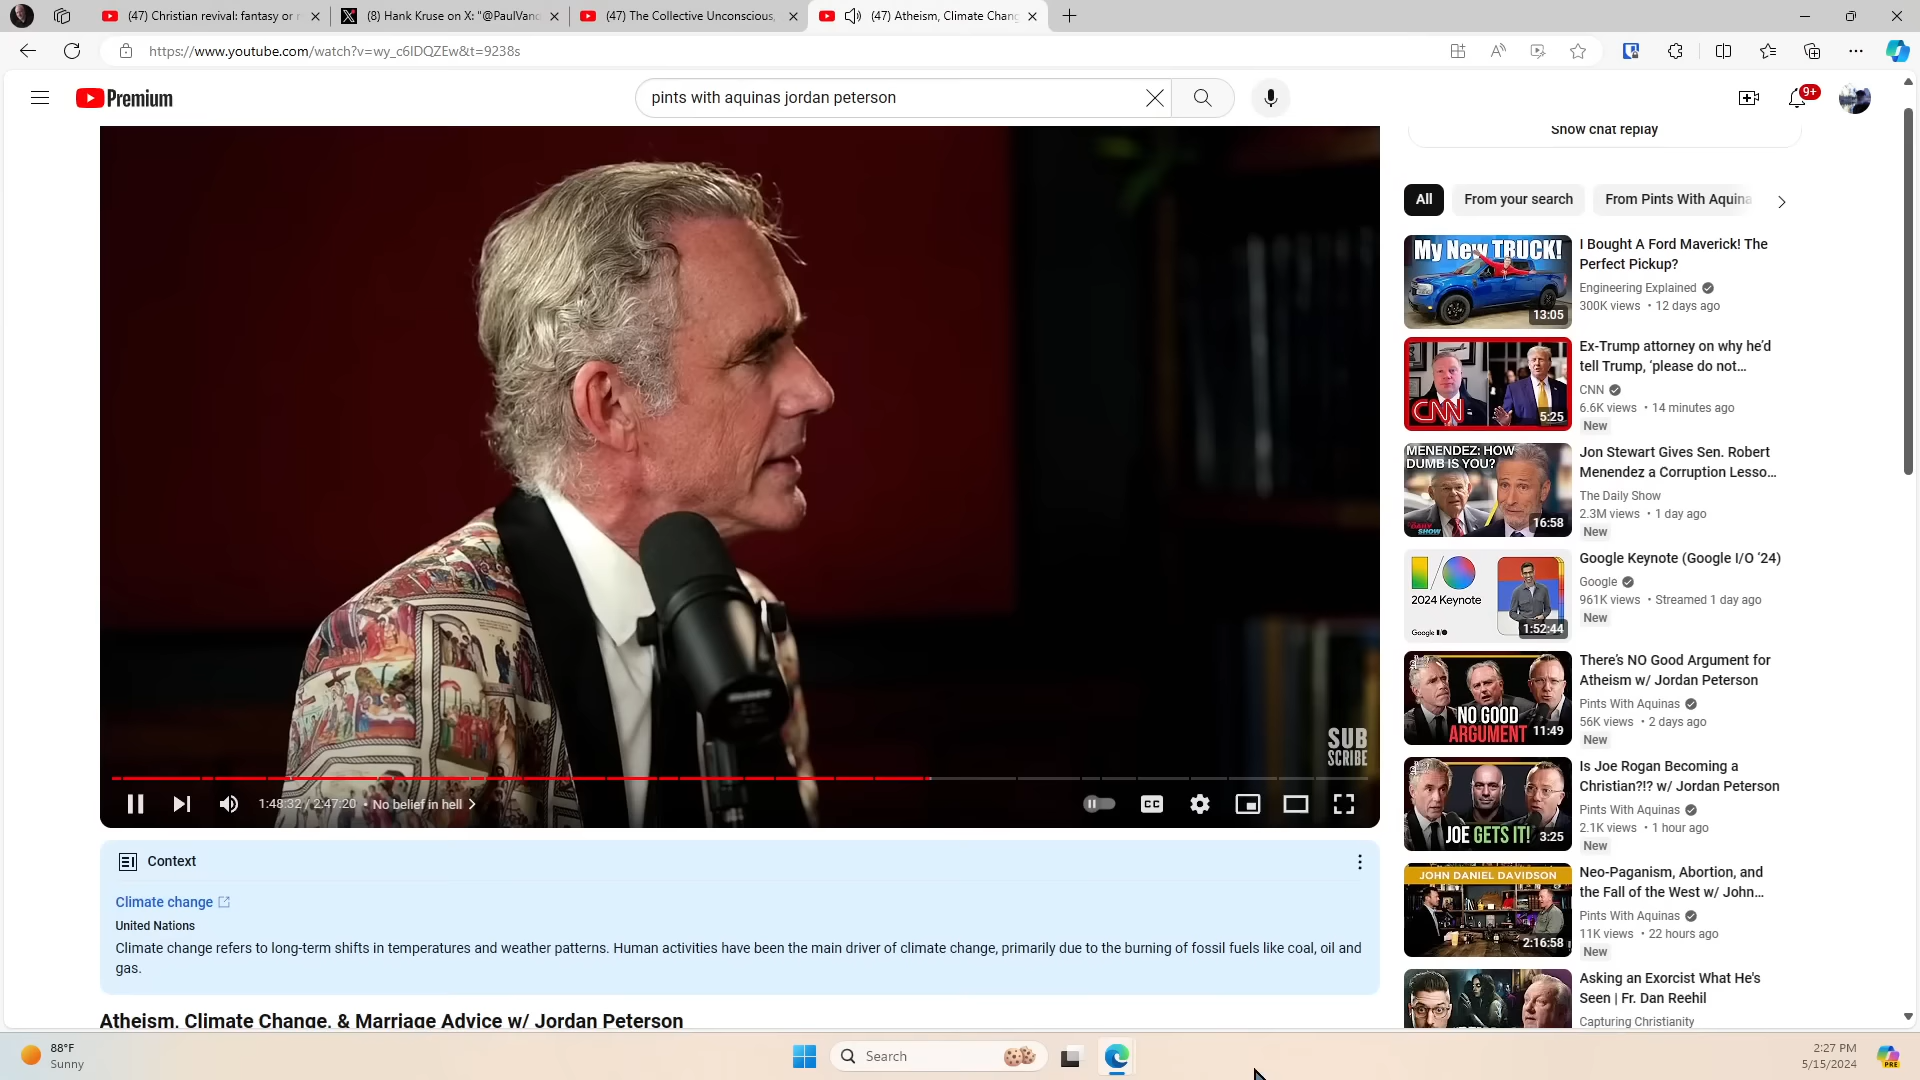 (47) Christian revival: fantasy or r
(8) Hank Kruse on X: "@PaulVand
(47) The Collective Unconscious,
(47) Atheism, Climate Chang
https://www.youtube.com/watch?v=wy_c6IDQZEw&t=9238s
Premium
pints with aquinas jordan peterson
9+
Show chat replay
All
From your search
From Pints With Aquina
My New TRUCK!
13:05
I Bought A Ford Maverick! The
Perfect Pickup?
Engineering Explained
300K views • 12 days ago
CNN
5:25
Ex-Trump attorney on why he'd
tell Trump, 'please do not...
CNN
6.6K views • 14 minutes ago
New
MENENDEZ: HOW
DUMB IS YOU?
DAILY
SHOW
16:58
Jon Stewart Gives Sen. Robert
Menendez a Corruption Lesso...
The Daily Show
2.3M views • 1 day ago
New
I/O
2024 Keynote
Google I/O
1:52:44
Google Keynote (Google I/O '24)
Google
961K views • Streamed 1 day ago
New
NO GOOD
ARGUMENT
11:49
There's NO Good Argument for
Atheism w/ Jordan Peterson
Pints With Aquinas
56K views • 2 days ago
New
JOE GETS IT!
3:25
Is Joe Rogan Becoming a
Christian?!? w/ Jordan Peterson
Pints With Aquinas
2.1K views • 1 hour ago
New
JOHN DANIEL DAVIDSON
2:16:58
Neo-Paganism, Abortion, and
the Fall of the West w/ John...
Pints With Aquinas
11K views • 22 hours ago
New
Asking an Exorcist What He's
Seen | Fr. Dan Reehil
Capturing Christianity
SUB
SCRIBE
1:48:32 / 2:47:20 • No belief in hell
CC
Context
Climate change
United Nations
Climate change refers to long-term shifts in temperatures and weather patterns. Human activities have been the main driver of climate change, primarily due to the burning of fossil fuels like coal, oil and
gas.
Atheism, Climate Change, & Marriage Advice w/ Jordan Peterson
88°F
Sunny
Search
2:27 PM
5/15/2024
PRE